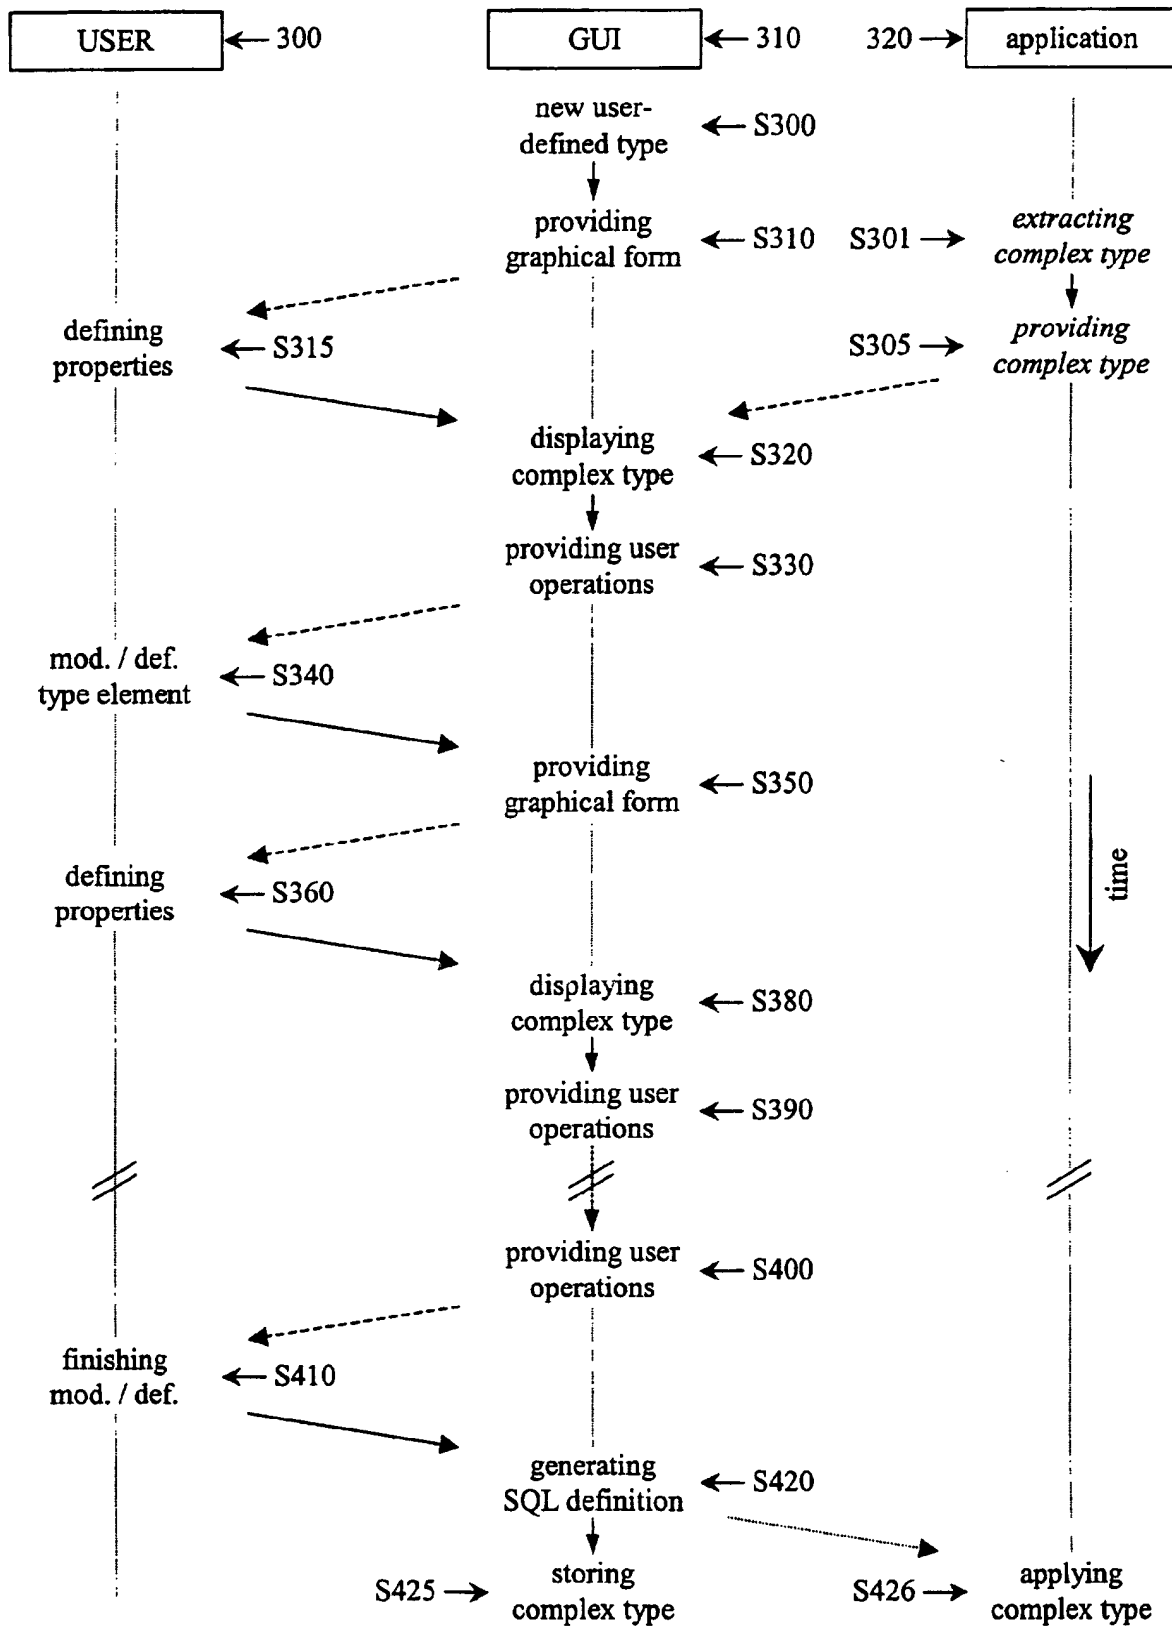 USER
300
GUI
310
320
application
new user-
defined type
S300
providing
graphical form
S310
S301
extracting
complex type
defining
properties
S315
S305
providing
complex type
displaying
complex type
S320
providing user
operations
S330
mod. / def.
type element
S340
providing
graphical form
S350
time
defining
properties
S360
displaying
complex type
S380
providing user
operations
S390
providing user
operations
S400
finishing
mod. / def.
S410
generating
SQL definition
S420
S425
storing
complex type
S426
applying
complex type